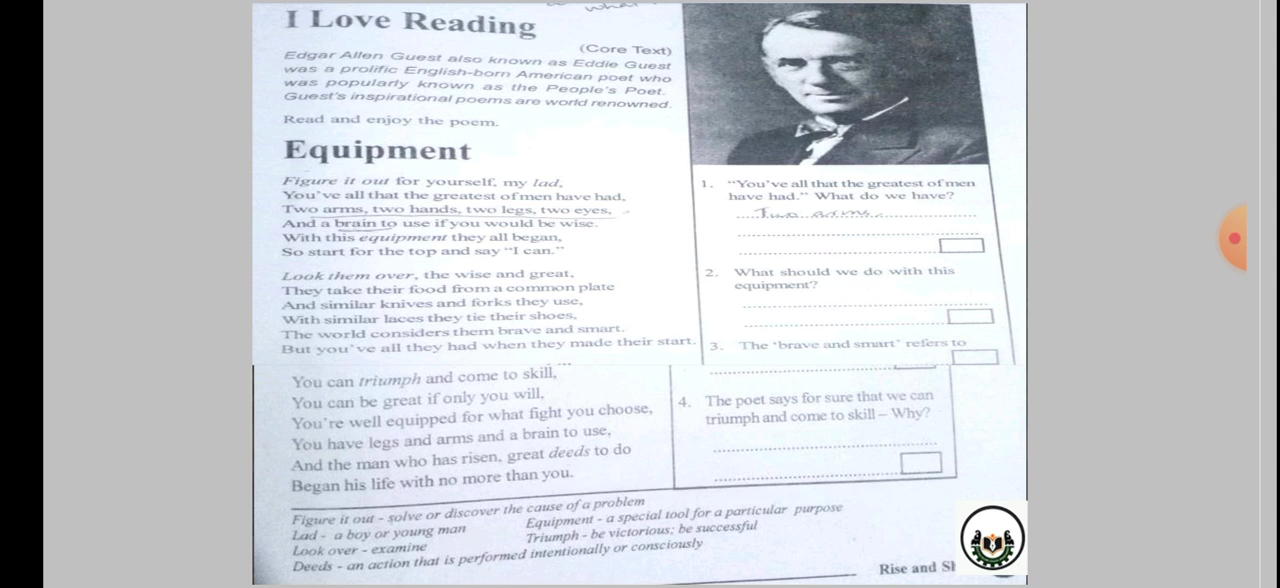 what
I Love Reading
(Core Text)
Edgar Allen Guest also known as Eddie Guest
was a prolific English-born American poet who
was popularly known as the People's Poet.
Guest's inspirational poems are world renowned.
Read and enjoy the poem.
Equipment
Figure it out for yourself, my lad,
You've all that the greatest of men have had,
Two arms, two hands, two legs, two eyes,
And a brain to use if you would be wise.
With this equipment they all began,
So start for the top and say "I can."
Look them over, the wise and great,
They take their food from a common plate
And similar knives and forks they use,
With similar laces they tie their shoes,
The world considers them brave and smart.
But you've all they had when they made their start.
You can triumph and come to skill,
You can be great if only you will,
You're well equipped for what fight you choose,
You have legs and arms and a brain to use,
And the man who has risen, great deeds to do
Began his life with no more than you.
1. "You've all that the greatest of men
have had." What do we have?
Two arms.
2. What should we do with this
equipment?
3. The 'brave and smart' refers to
4. The poet says for sure that we can
triumph and come to skill – Why?
Figure it out - solve or discover the cause of a problem
Lad - a boy or young man
Equipment - a special tool for a particular purpose
Look over - examine
Triumph - be victorious; be successful
Deeds - an action that is performed intentionally or consciously
Rise and